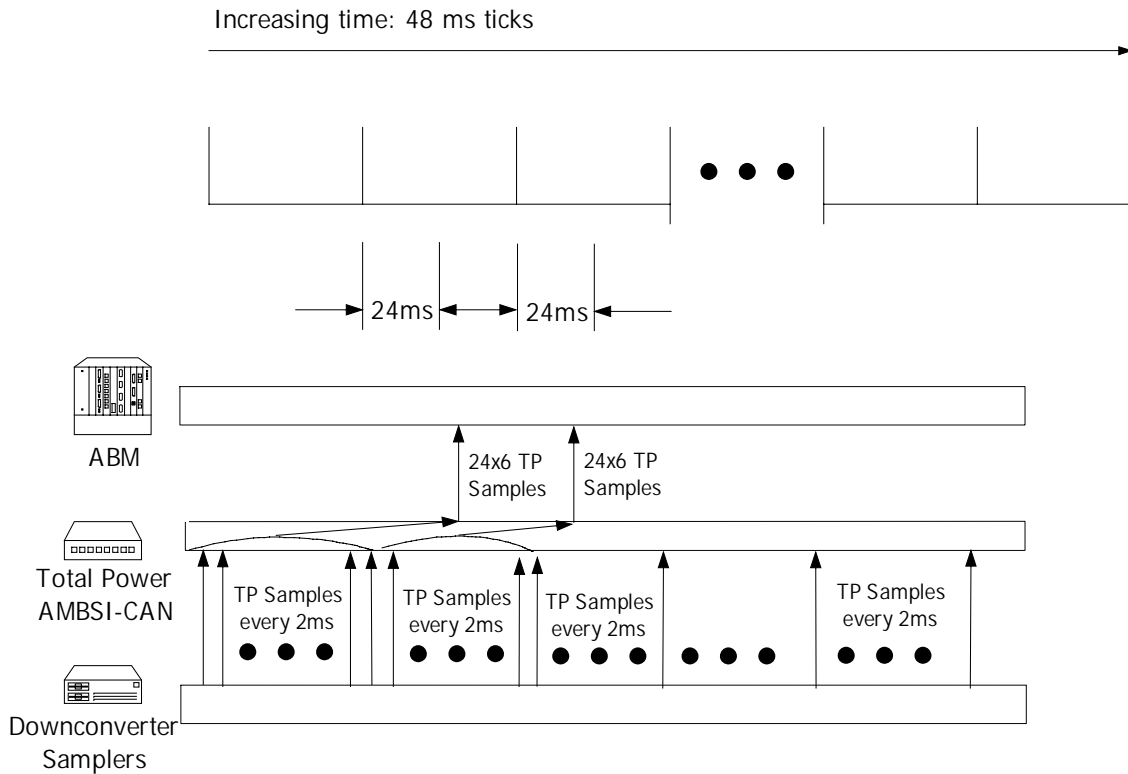 Increasing time: 48 ms ticks
24ms
24ms
ABM
24x6 TP
Samples
24x6 TP
Samples
Total Power
AMBSI-CAN
TP Samples
every 2ms
TP Samples
every 2ms
TP Samples
every 2ms
TP Samples
every 2ms
Downconverter
Samplers